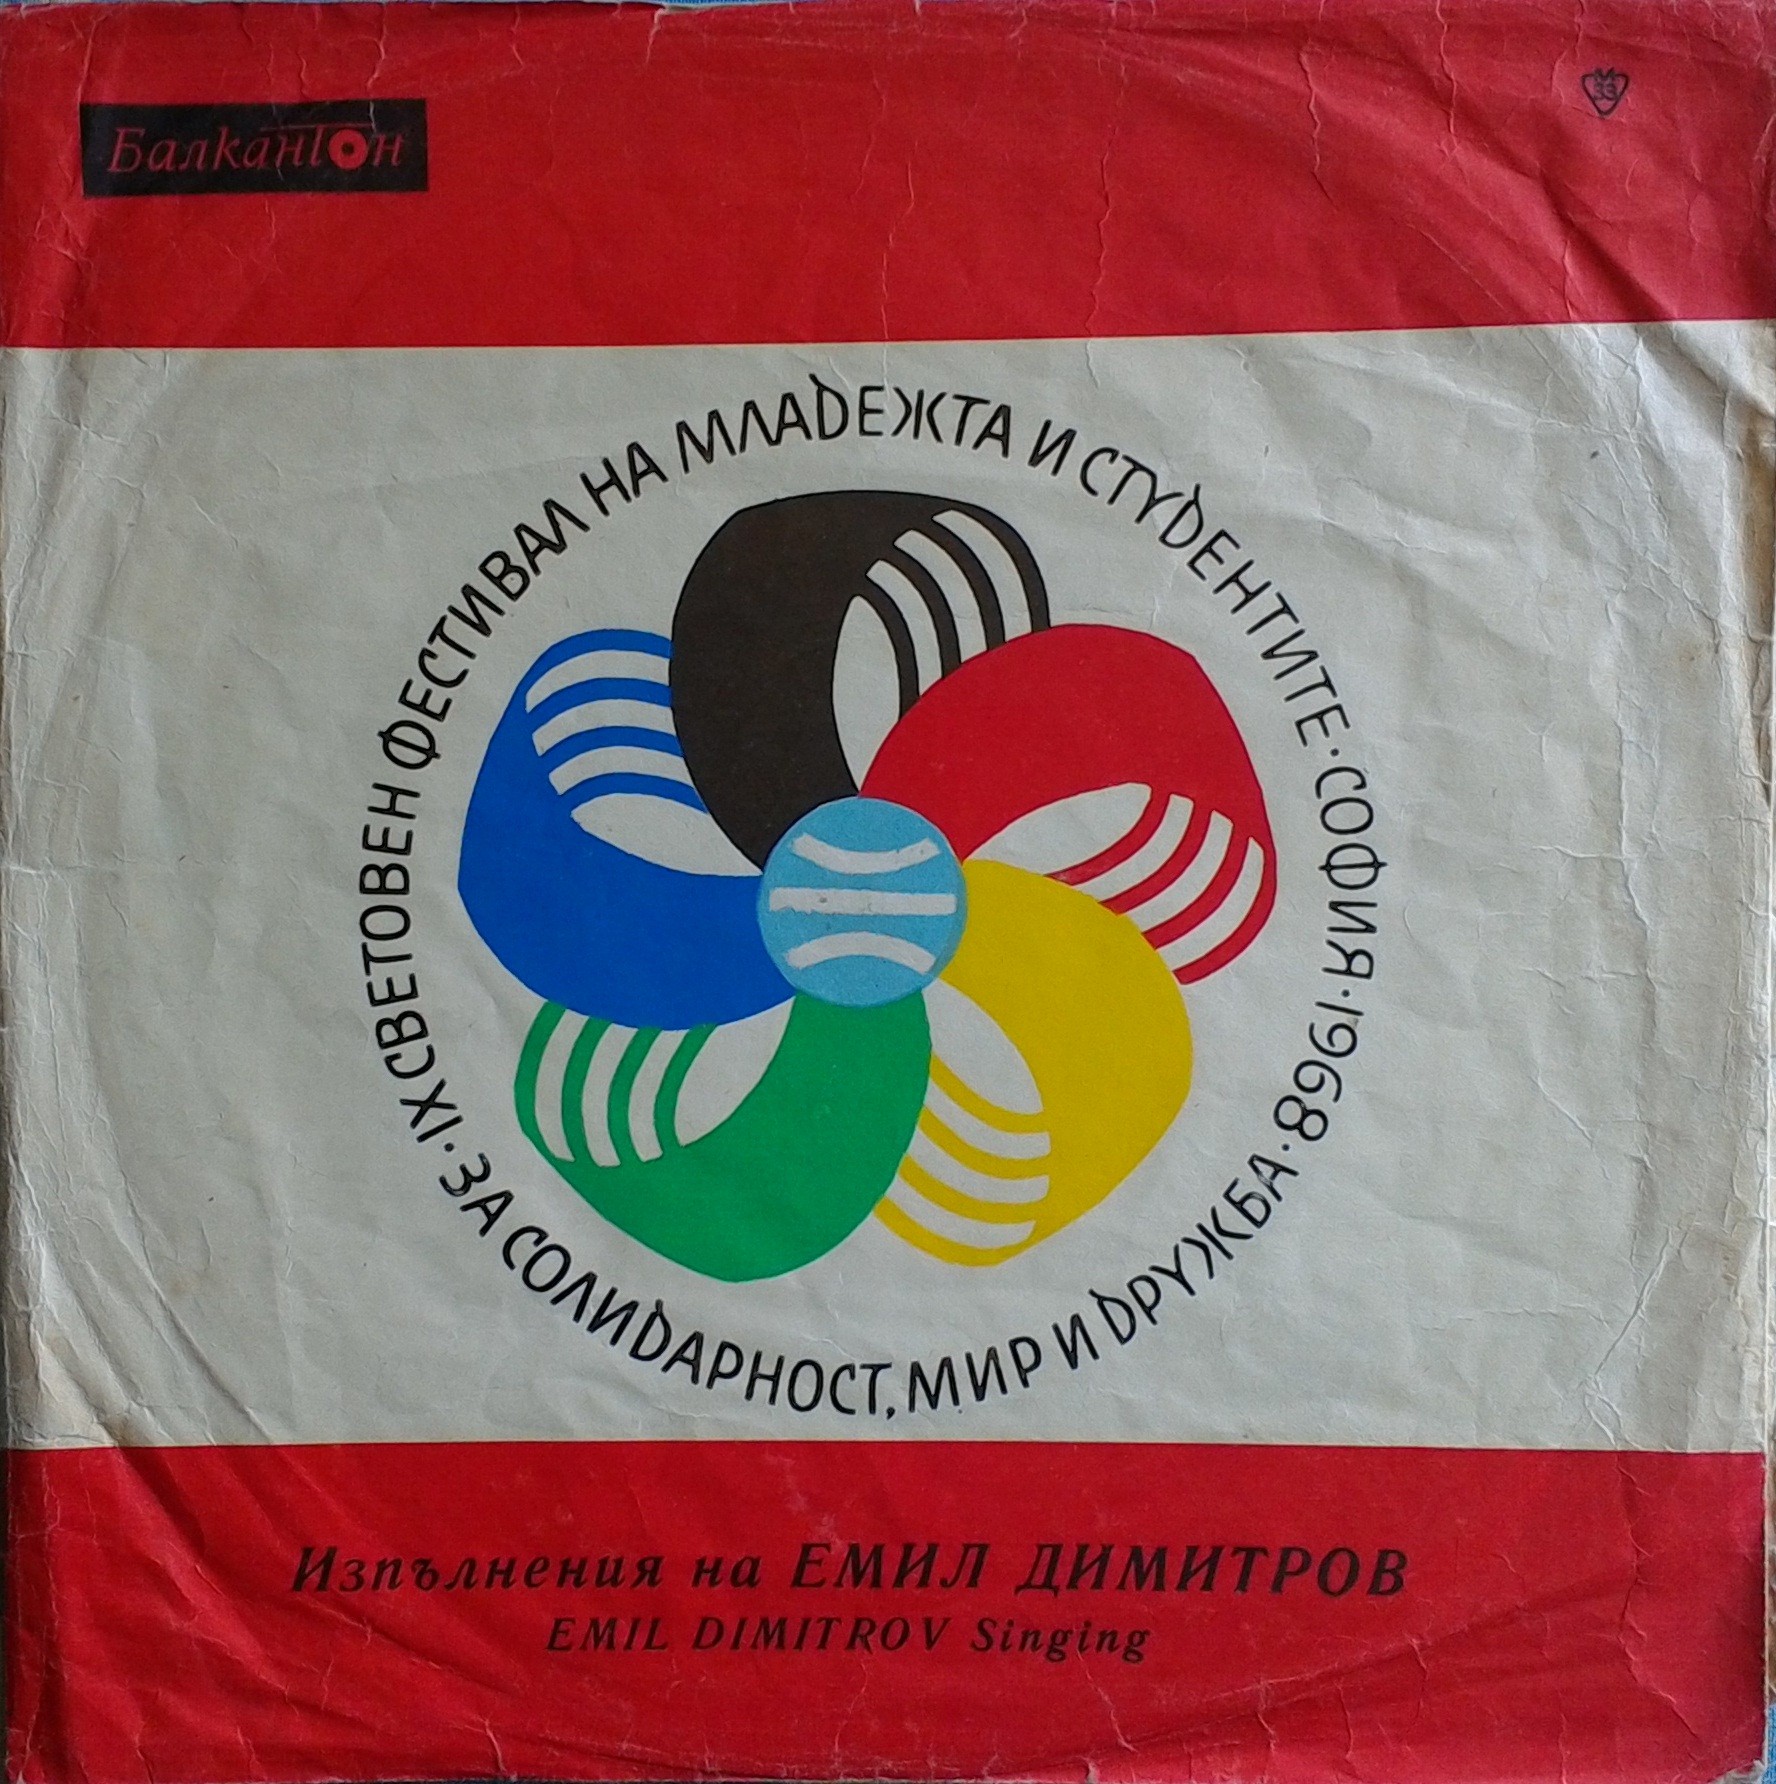 Балкантон
М
33
IX СВЕТОВЕН ФЕСТИВАЛ НА МЛАДЕЖТА И СТУДЕНТИТЕ · СОФИЯ · 1968 ·
ЗА СОЛИДАРНОСТ, МИР И ДРУЖБА ·
Изпълнения на ЕМИЛ ДИМИТРОВ
EMIL DIMITROV Singing